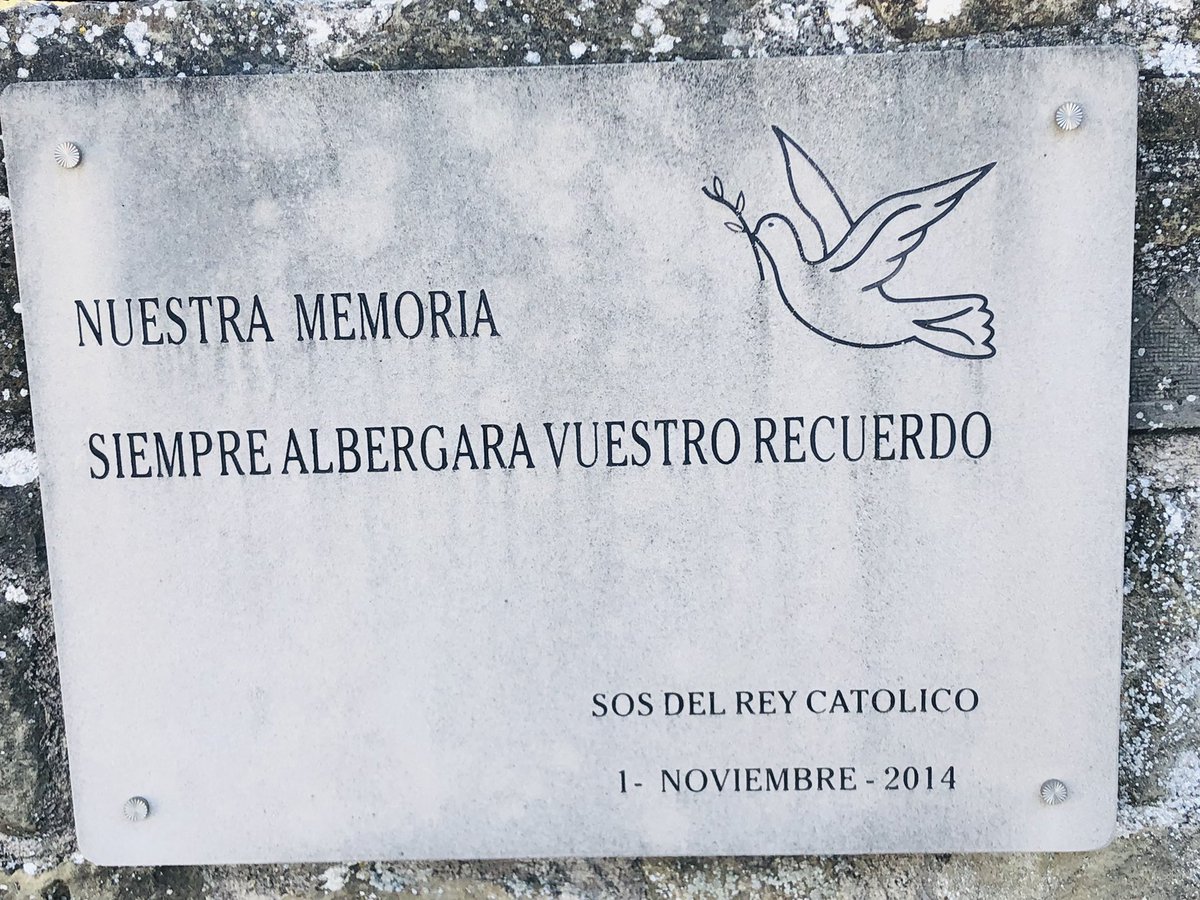 NUESTRA MEMORIA
SIEMPRE ALBERGARA VUESTRO RECUERDO
SOS DEL REY CATOLICO
1- NOVIEMBRE - 2014